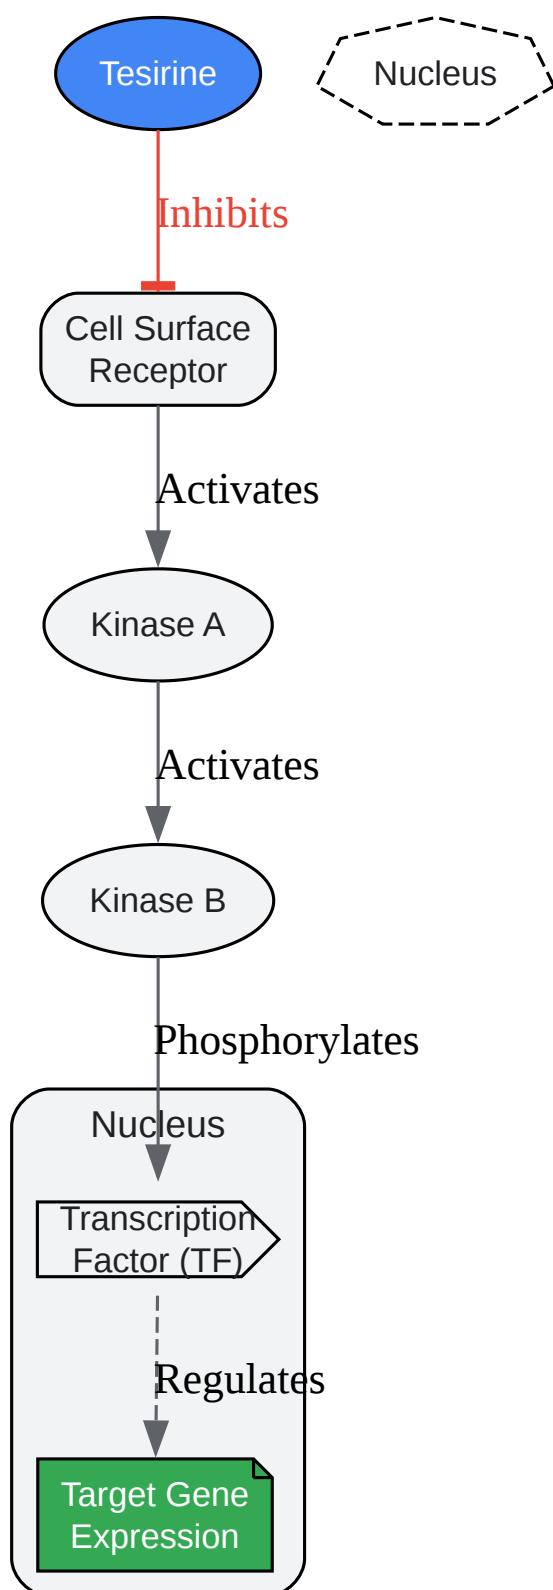 Tesirine
Nucleus
Inhibits
Cell Surface
Receptor
Activates
Kinase A
Activates
Kinase B
Phosphorylates
Nucleus
Transcription
Factor (TF)
Regulates
Target Gene
Expression